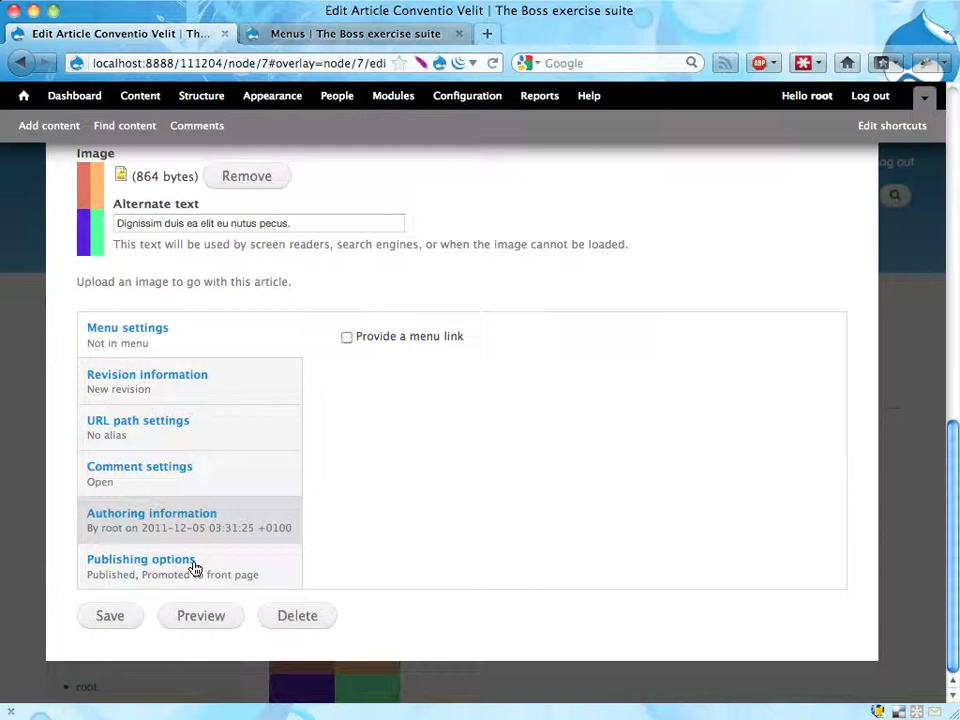 Edit Article Conventio Velit | The Boss exercise suite
Edit Article Conventio Velit | Th...
Menus | The Boss exercise suite
localhost:8888/111204/node/7#overlay=node/7/edi
Google
ABP
Dashboard Content Structure Appearance People Modules Configuration Reports Help Hello root Log out
Add content Find content Comments Edit shortcuts
og out
Image
(864 bytes) Remove
Alternate text
Dignissim duis ea elit eu nutus pecus.
This text will be used by screen readers, search engines, or when the image cannot be loaded.
Upload an image to go with this article.
Menu settings
Not in menu
Provide a menu link
Revision information
New revision
URL path settings
No alias
Comment settings
Open
Authoring information
By root on 2011-12-05 03:31:25 +0100
Publishing options
Published, Promoted to front page
Save Preview Delete
root